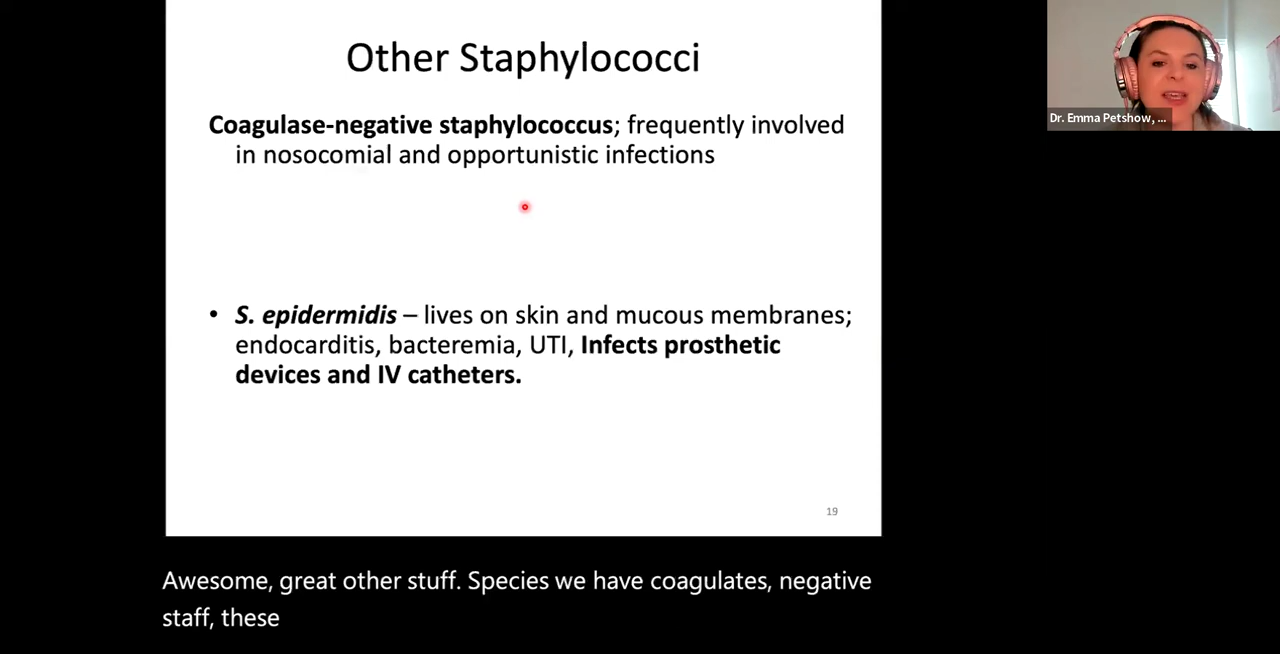 Other Staphylococci
Coagulase-negative staphylococcus; frequently involved
in nosocomial and opportunistic infections
• S. epidermidis – lives on skin and mucous membranes;
endocarditis, bacteremia, UTI, Infects prosthetic
devices and IV catheters.
19
Dr. Emma Petshow, ...
Awesome, great other stuff. Species we have coagulates, negative
staff, these